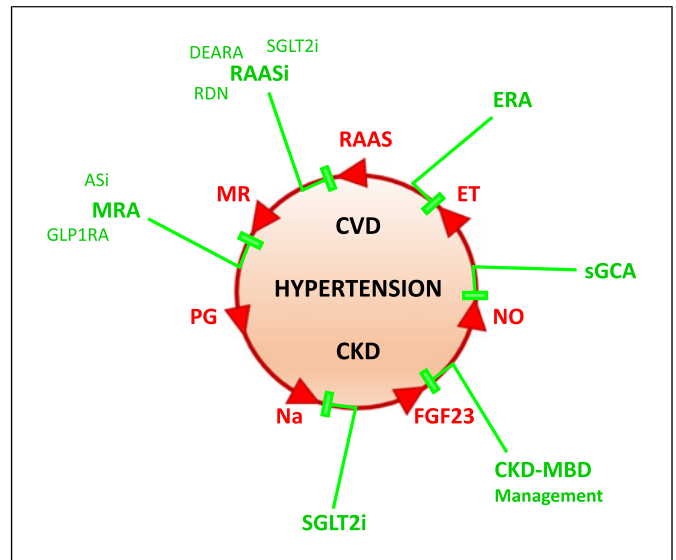 SGLT2i
DEARA
RAASi
RDN
ERA
RAAS
ASi
MR
ET
MRA
CVD
GLP1RA
sGCA
HYPERTENSION
PG
NO
CKD
Na
FGF23
CKD-MBD
Management
SGLT2i